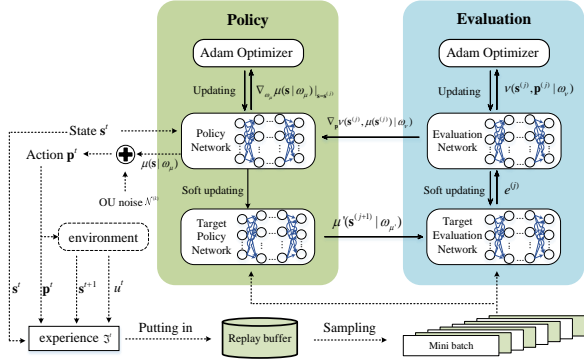 Policy
Evaluation
Adam Optimizer
Adam Optimizer
Updating
∇_{ω_μ} μ(s | ω_μ)|_{s=s^{(j)}}
Updating
ν(s^{(j)}, p^{(j)} | ω_ν)
∇_p ν(s^{(j)}, μ(s^{(j)}) | ω_ν)
State s^t
Policy
Network
Evaluation
Network
Action p^t
μ(s | ω_μ)
OU noise
Soft updating
Soft updating
e^{(j)}
Target
Policy
Network
μ'(s^{(j+1)} | ω_{μ'})
Target
Evaluation
Network
environment
s^t
p^t
s^{t+1}
u^t
experience ℑ^t
Putting in
Replay buffer
Sampling
Mini batch